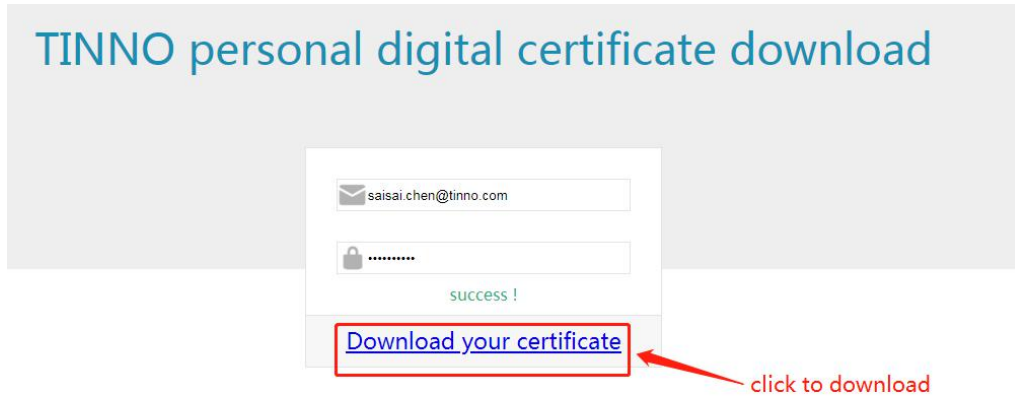 TINNO personal digital certificate download
saisai.chen@tinno.com
••••••••••
success !
Download your certificate
click to download